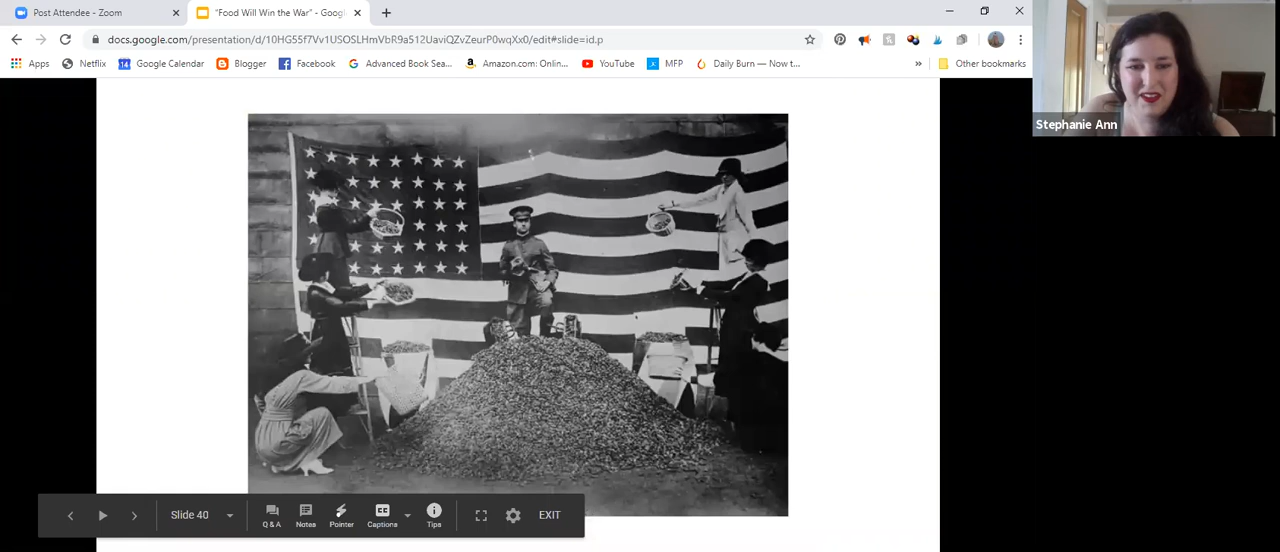 Post Attendee - Zoom
"Food Will Win the War" - Googl
docs.google.com/presentation/d/10HG55f7Vv1USOSLHmVbR9a512UaviQZvZeurP0wqXx0/edit#slide=id.p
Apps
Netflix
14
Google Calendar
Blogger
Facebook
Advanced Book Sea...
Amazon.com: Onlin...
YouTube
MFP
Daily Burn — Now t...
»
Other bookmarks
Stephanie Ann
Slide 40
Q & A
Notes
Pointer
Captions
Tips
EXIT